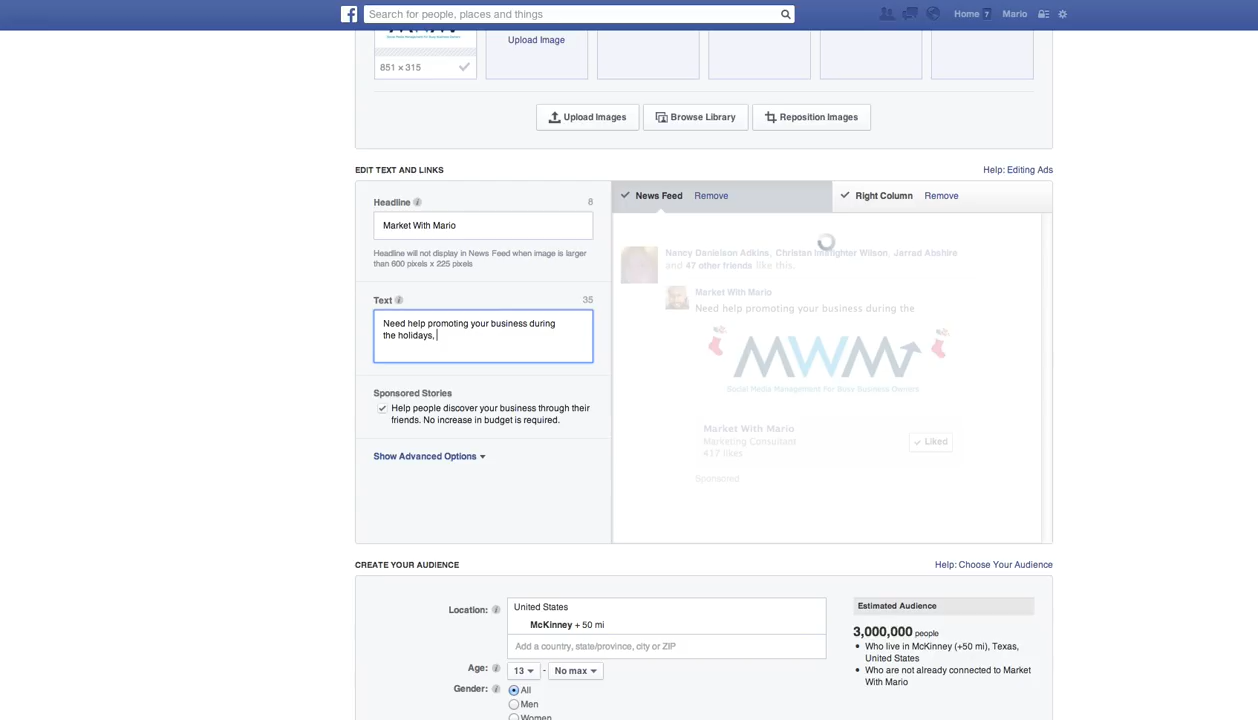 Search for people, places and things
Home 7 Mario
851 × 315
Upload Image
Upload Images
Browse Library
Reposition Images
EDIT TEXT AND LINKS
Help: Editing Ads
Headline
8
Market With Mario
Headline will not display in News Feed when image is larger
than 600 pixels x 225 pixels
Text
35
Need help promoting your business during
the holidays,
Sponsored Stories
Help people discover your business through their
friends. No increase in budget is required.
Show Advanced Options
News Feed Remove
Right Column Remove
Nancy Danielson Adkins, Christan Imfighter Wilson, Jarrad Abshire
and 47 other friends like this.
Market With Mario
Need help promoting your business during the
MWM
Social Media Management For Busy Business Owners
Market With Mario
Marketing Consultant
417 likes
Liked
Sponsored
CREATE YOUR AUDIENCE
Help: Choose Your Audience
Location:
United States
McKinney + 50 mi
Add a country, state/province, city or ZIP
Age:
13 - No max
Gender:
All
Men
Women
Estimated Audience
3,000,000 people
Who live in McKinney (+50 mi), Texas,
United States
Who are not already connected to Market
With Mario